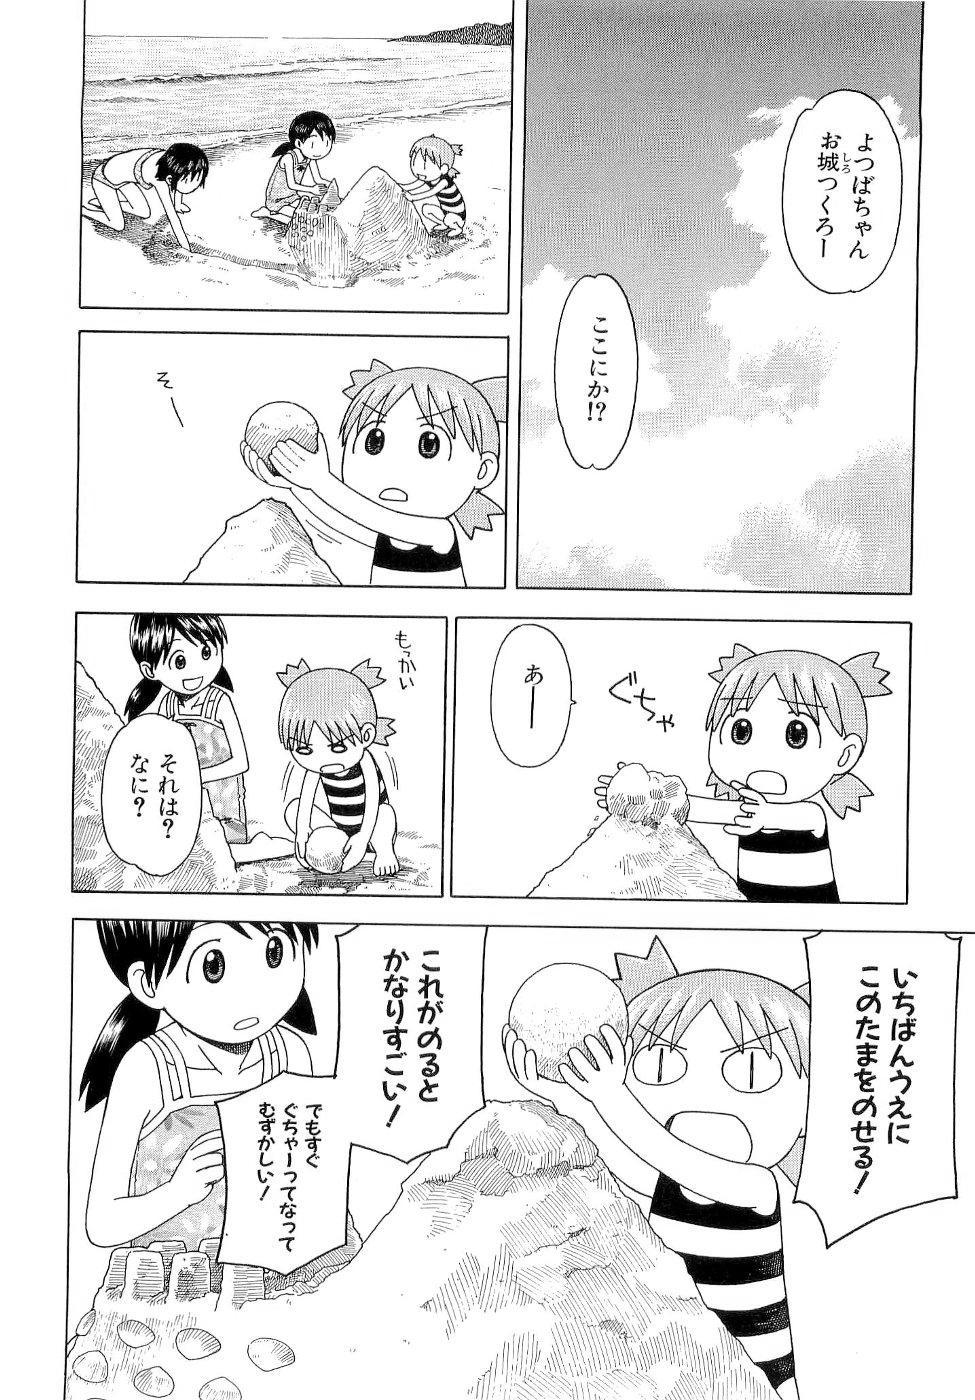 よつばちゃん
お城つくろー
しろ
ここにか!?
そー
あー
ぐちゃ
もっかい
それは?
なに?
いちばんうえに
このたまをのせる!
これがのると
かなりすごい!
でもすぐ
ぐちゃーってなって
むずかしい!